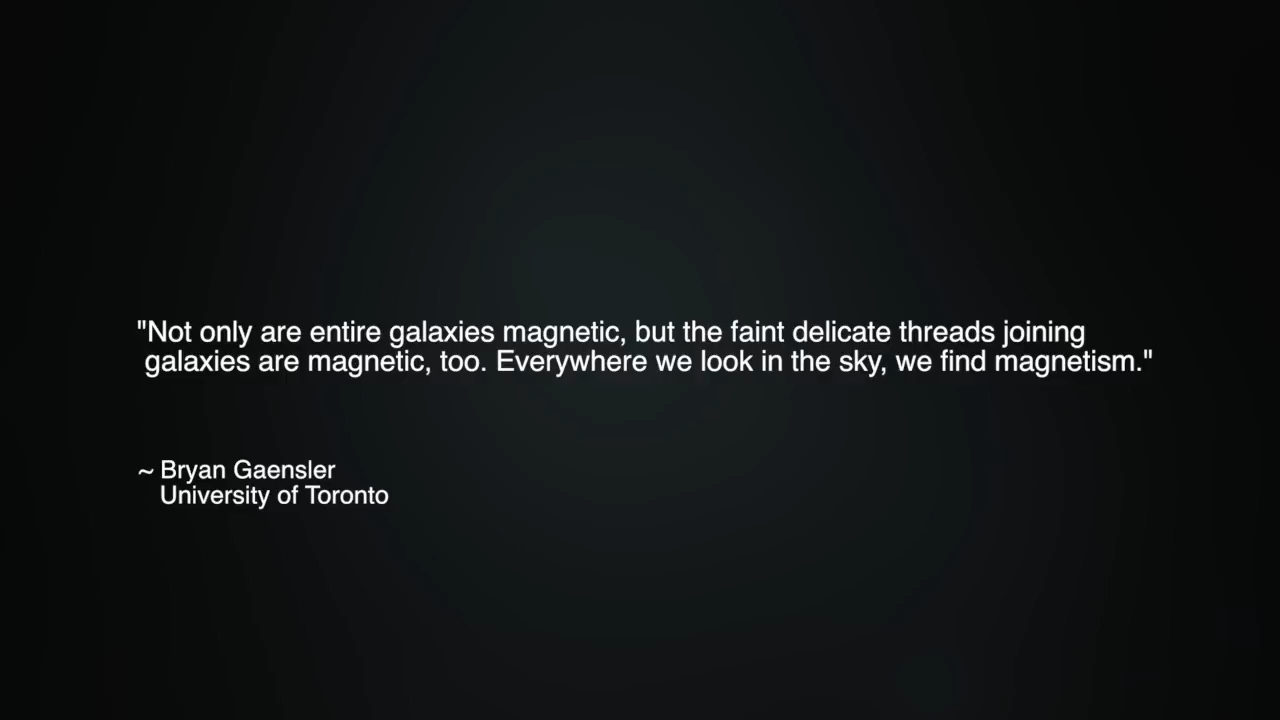 "Not only are entire galaxies magnetic, but the faint delicate threads joining
galaxies are magnetic, too. Everywhere we look in the sky, we find magnetism."
~ Bryan Gaensler
University of Toronto